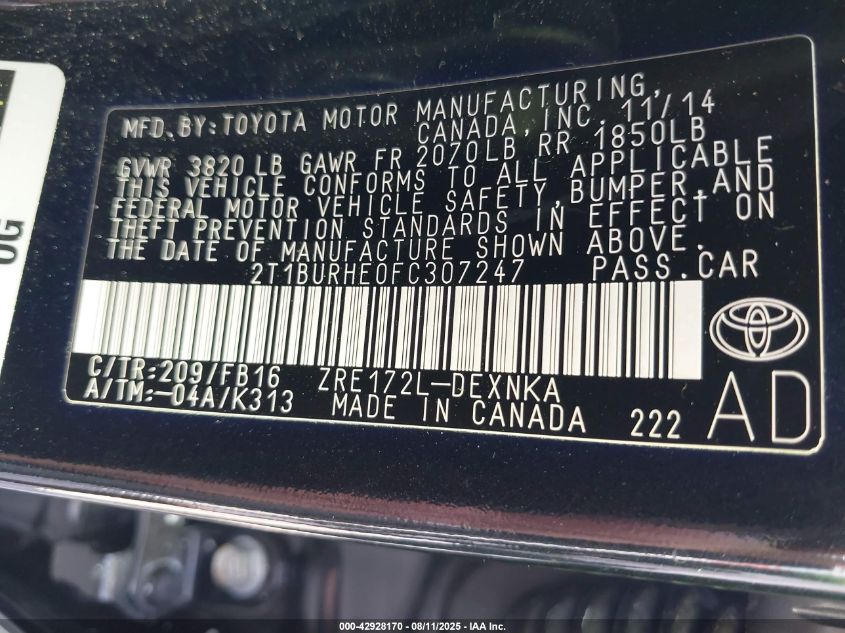 MFD.BY:TOYOTA MOTOR MANUFACTURING,
CANADA,INC. 11/14
GVWR 3820LB GAWR FR 2070LB RR 1850LB
THIS VEHICLE CONFORMS TO ALL APPLICABLE
FEDERAL MOTOR VEHICLE SAFETY,BUMPER,AND
THEFT PREVENTION STANDARDS IN EFFECT ON
THE DATE OF MANUFACTURE SHOWN ABOVE.
2T1BURHE0FC307247 PASS.CAR
C/TR:209/FB16 ZRE172L-DEXNKA
A/TM:-04A/K313 MADE IN CANADA 222
AD
OG
000-42928170 - 08/11/2025 - IAA Inc.